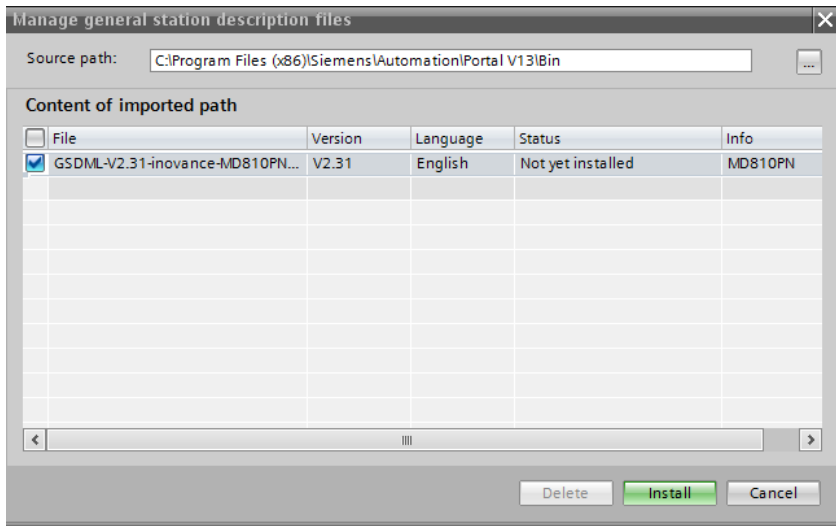 Manage general station description files
Source path: C:\Program Files (x86)\Siemens\Automation\Portal V13\Bin ...
Content of imported path
File Version Language Status Info
GSDML-V2.31-inovance-MD810PN... V2.31 English Not yet installed MD810PN
Delete Install Cancel